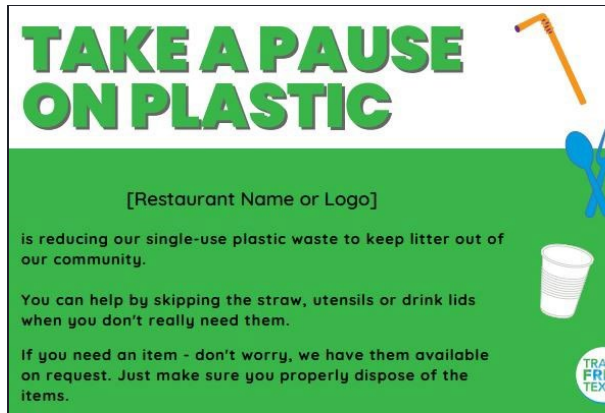 TAKE A PAUSE
ON PLASTIC
[Restaurant Name or Logo]
is reducing our single-use plastic waste to keep litter out of
our community.
You can help by skipping the straw, utensils or drink lids
when you don't really need them.
If you need an item - don't worry, we have them available
on request. Just make sure you properly dispose of the
items.